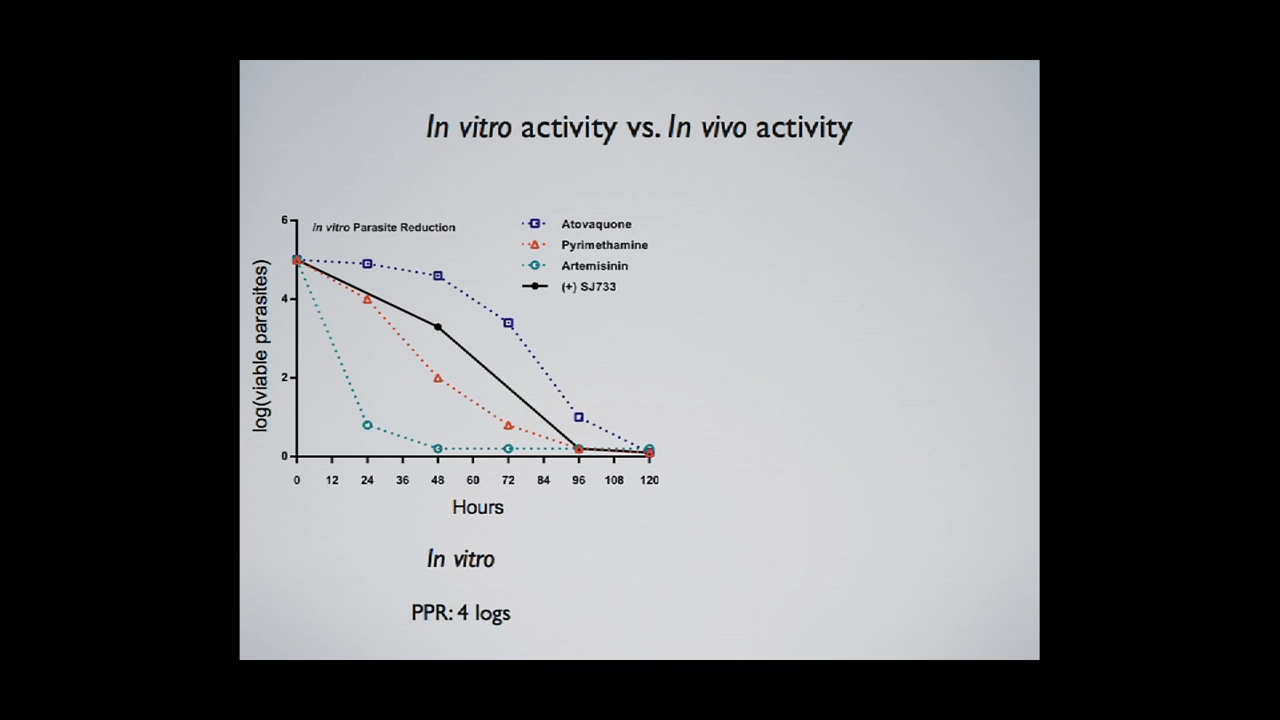 In vitro activity vs. In vivo activity
in vitro Parasite Reduction
Atovaquone
Pyrimethamine
Artemisinin
(+) SJ733
log(viable parasites)
6
4
2
0
0 12 24 36 48 60 72 84 96 108 120
Hours
In vitro
PPR: 4 logs